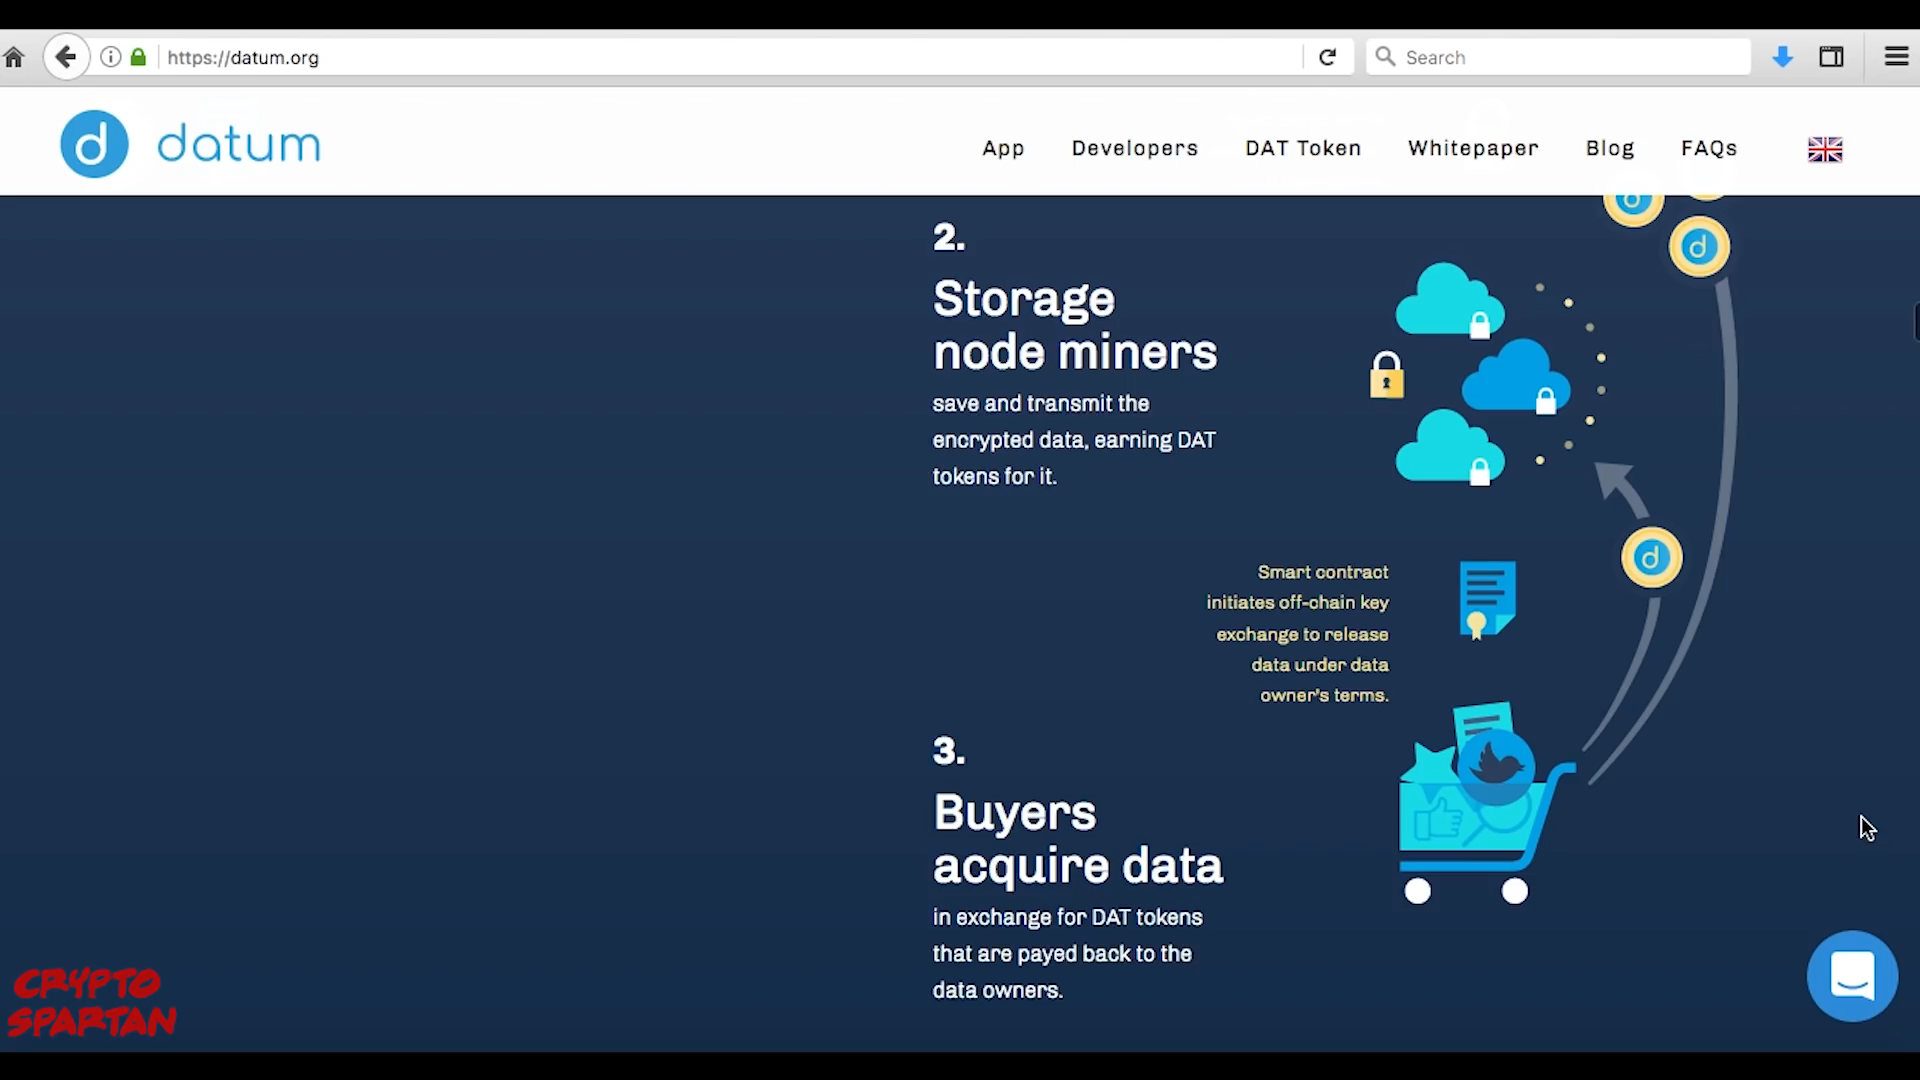 https://datum.org
Search
d datum
App Developers DAT Token Whitepaper Blog FAQs
d
d
2.
Storage
node miners
save and transmit the
encrypted data, earning DAT
tokens for it.
d
Smart contract
initiates off-chain key
exchange to release
data under data
owner's terms.
3.
Buyers
acquire data
in exchange for DAT tokens
that are payed back to the
data owners.
CRYPTO
SPARTAN